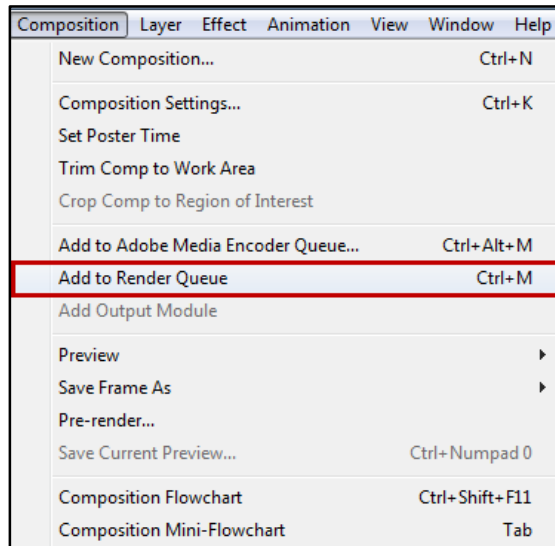 Composition Layer Effect Animation View Window Help
New Composition... Ctrl+N
Composition Settings... Ctrl+K
Set Poster Time
Trim Comp to Work Area
Crop Comp to Region of Interest
Add to Adobe Media Encoder Queue... Ctrl+Alt+M
Add to Render Queue Ctrl+M
Add Output Module
Preview
Save Frame As
Pre-render...
Save Current Preview... Ctrl+Numpad 0
Composition Flowchart Ctrl+Shift+F11
Composition Mini-Flowchart Tab